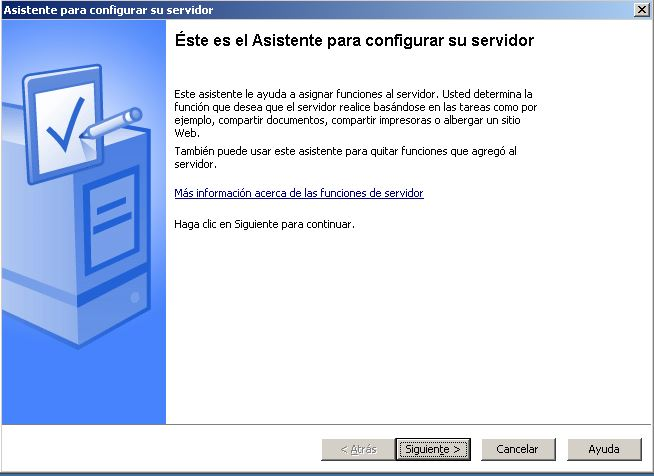 Asistente para configurar su servidor
Éste es el Asistente para configurar su servidor
Este asistente le ayuda a asignar funciones al servidor. Usted determina la
función que desea que el servidor realice basándose en las tareas como por
ejemplo, compartir documentos, compartir impresoras o albergar un sitio
Web.
También puede usar este asistente para quitar funciones que agregó al
servidor.
Más información acerca de las funciones de servidor
Haga clic en Siguiente para continuar.
< Atrás Siguiente > Cancelar Ayuda